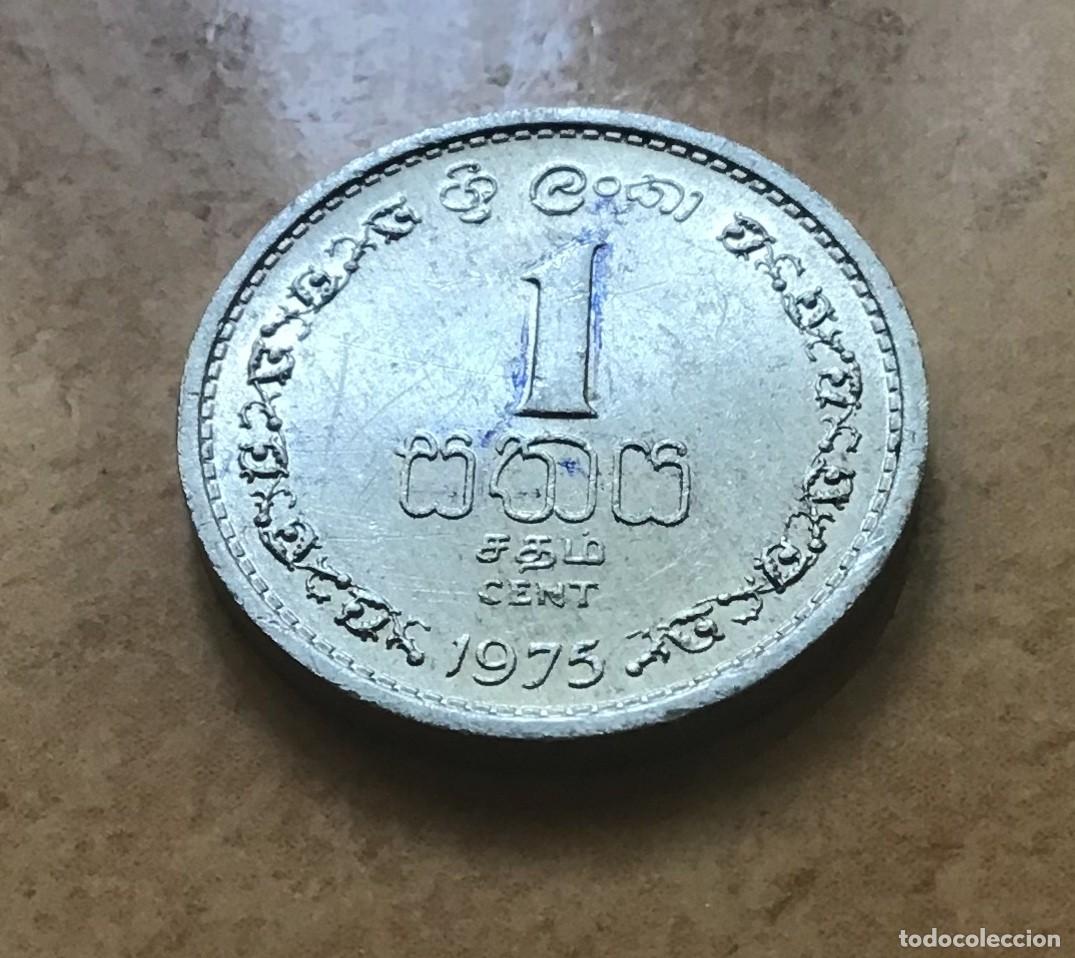 ශ්‍රී ලංකා
1
සතය
சதம்
CENT
1975
todocoleccion